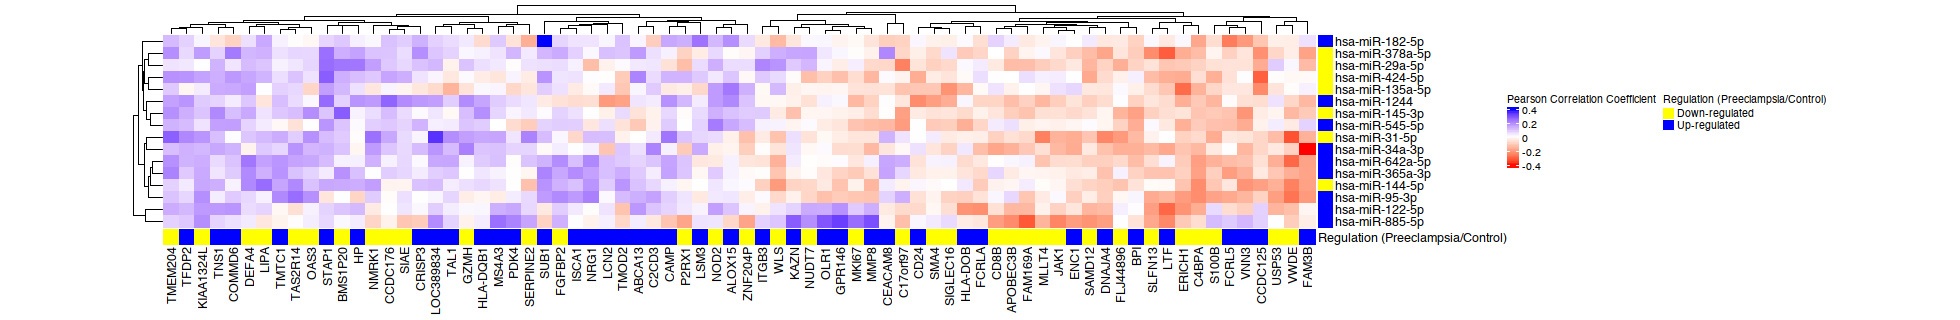 hsa-miR-182-5p
hsa-miR-378a-5p
hsa-miR-29a-5p
hsa-miR-424-5p
hsa-miR-135a-5p
hsa-miR-1244
hsa-miR-145-3p
hsa-miR-545-5p
hsa-miR-31-5p
hsa-miR-34a-3p
hsa-miR-642a-5p
hsa-miR-365a-3p
hsa-miR-144-5p
hsa-miR-95-3p
hsa-miR-122-5p
hsa-miR-885-5p
Regulation (Preeclampsia/Control)
Pearson Correlation Coefficient
0.4
0.2
0
-0.2
-0.4
Regulation (Preeclampsia/Control)
Down-regulated
Up-regulated
TMEM204
TFDP2
KIAA1324L
TNS1
COMMD6
DEFA4
LIPA
TMTC1
TAS2R14
OAS3
STAP1
BMS1P20
HP
NMRK1
CCDC176
SIAE
CRISP3
LOC389834
TAL1
GZMH
HLA-DQB1
MS4A3
PDK4
SERPINE2
SUB1
FGFBP2
ISCA1
NRG1
LCN2
TMOD2
ABCA13
C2CD3
CAMP
P2RX1
LSM3
NOD2
ALOX15
ZNF204P
ITGB3
WLS
KAZN
NUDT7
OLR1
GPR146
MKI67
MMP8
CEACAM8
C17orf97
CD24
SMA4
SIGLEC16
HLA-DOB
FCRLA
CD8B
APOBEC3B
FAM169A
MLLT4
JAK1
ENC1
SAMD12
DNAJA4
FLJ44896
BPI
SLFN13
LTF
ERICH1
C4BPA
S100B
FCRL5
VNN3
CCDC125
USP53
VWDE
FAM3B